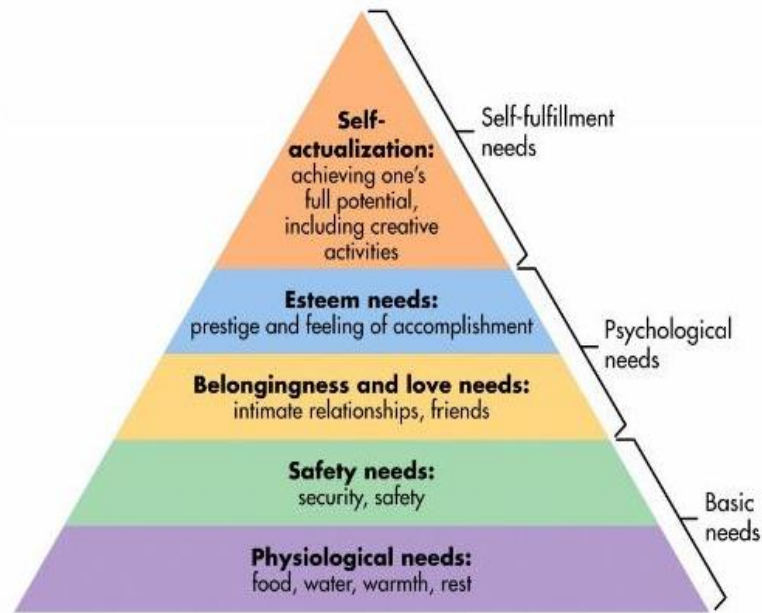 Self-
actualization:
achieving one's
full potential,
including creative
activities
Self-fulfillment
needs
Esteem needs:
prestige and feeling of accomplishment
Psychological
needs
Belongingness and love needs:
intimate relationships, friends
Safety needs:
security, safety
Basic
needs
Physiological needs:
food, water, warmth, rest